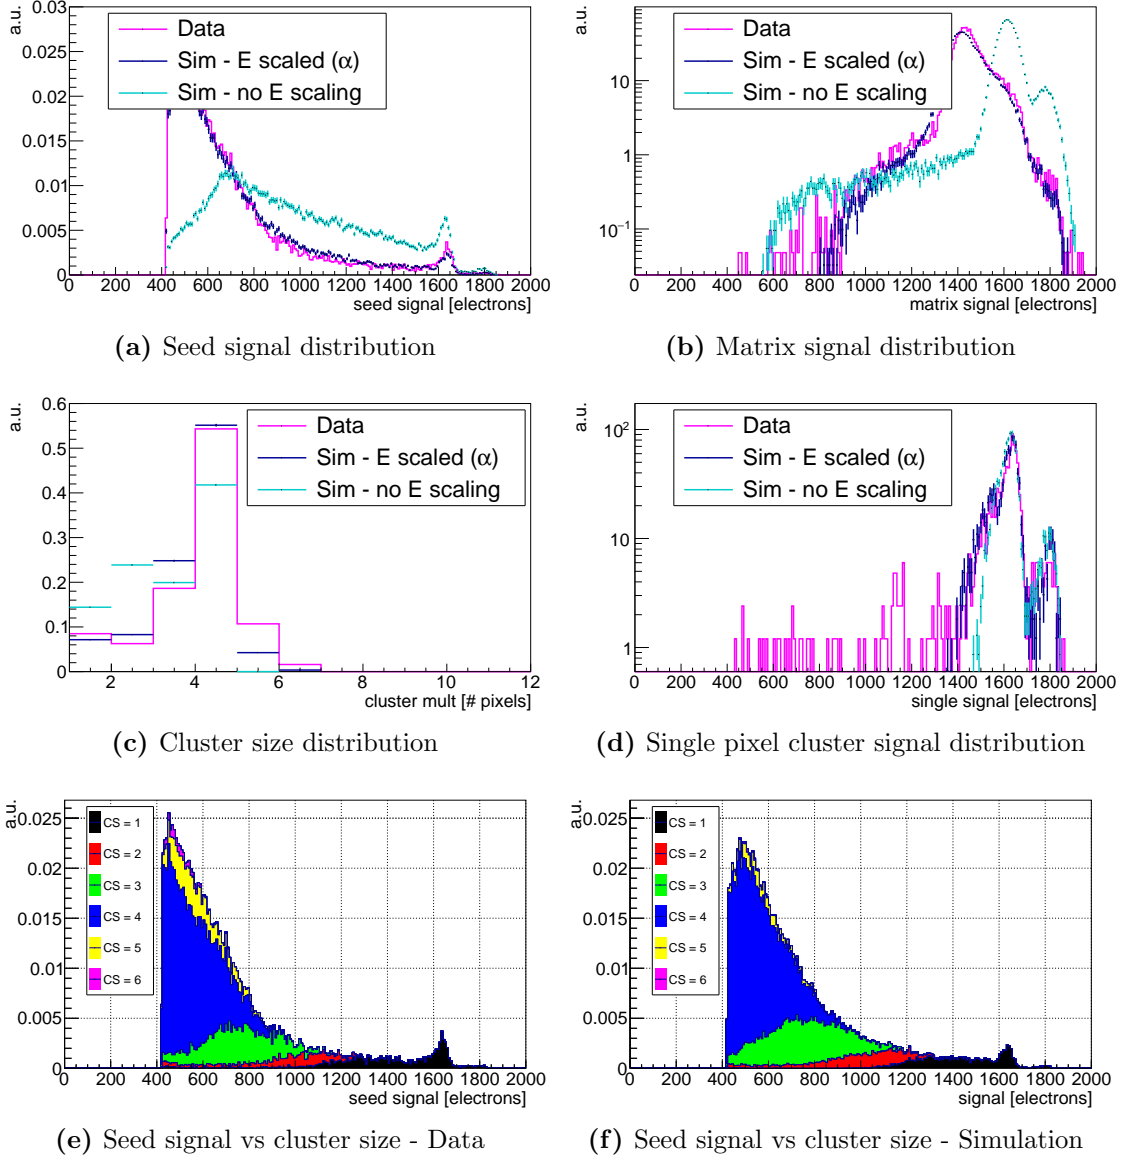 a.u.
0.03
0.025
0.02
0.015
0.01
0.005
0
Data
Sim - E scaled (α)
Sim - no E scaling
0 200 400 600 800 1000 1200 1400 1600 1800 2000
seed signal [electrons]
(a) Seed signal distribution
a.u.
10
1
10⁻¹
Data
Sim - E scaled (α)
Sim - no E scaling
0 200 400 600 800 1000 1200 1400 1600 1800 2000
matrix signal [electrons]
(b) Matrix signal distribution
a.u.
0.6
0.5
0.4
0.3
0.2
0.1
0
Data
Sim - E scaled (α)
Sim - no E scaling
2 4 6 8 10 12
cluster mult [# pixels]
(c) Cluster size distribution
a.u.
10²
10
1
Data
Sim - E scaled (α)
Sim - no E scaling
0 200 400 600 800 1000 1200 1400 1600 1800 2000
single signal [electrons]
(d) Single pixel cluster signal distribution
a.u.
0.025
0.02
0.015
0.01
0.005
0
CS = 1
CS = 2
CS = 3
CS = 4
CS = 5
CS = 6
0 200 400 600 800 1000 1200 1400 1600 1800 2000
seed signal [electrons]
(e) Seed signal vs cluster size - Data
a.u.
0.025
0.02
0.015
0.01
0.005
0
CS = 1
CS = 2
CS = 3
CS = 4
CS = 5
CS = 6
0 200 400 600 800 1000 1200 1400 1600 1800 2000
signal [electrons]
(f) Seed signal vs cluster size - Simulation